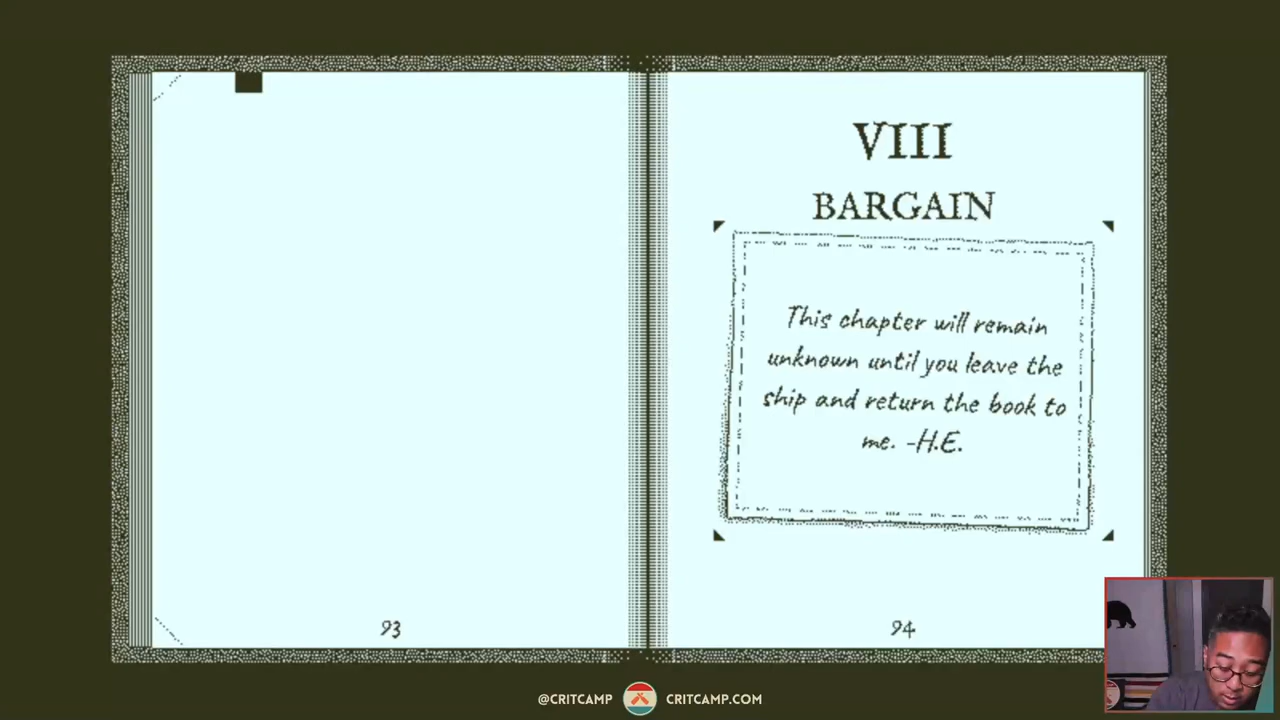 VIII
BARGAIN
This chapter will remain
unknown until you leave the
ship and return the book to
me. -H.E.
93
94
@CRITCAMP
CRITCAMP.COM